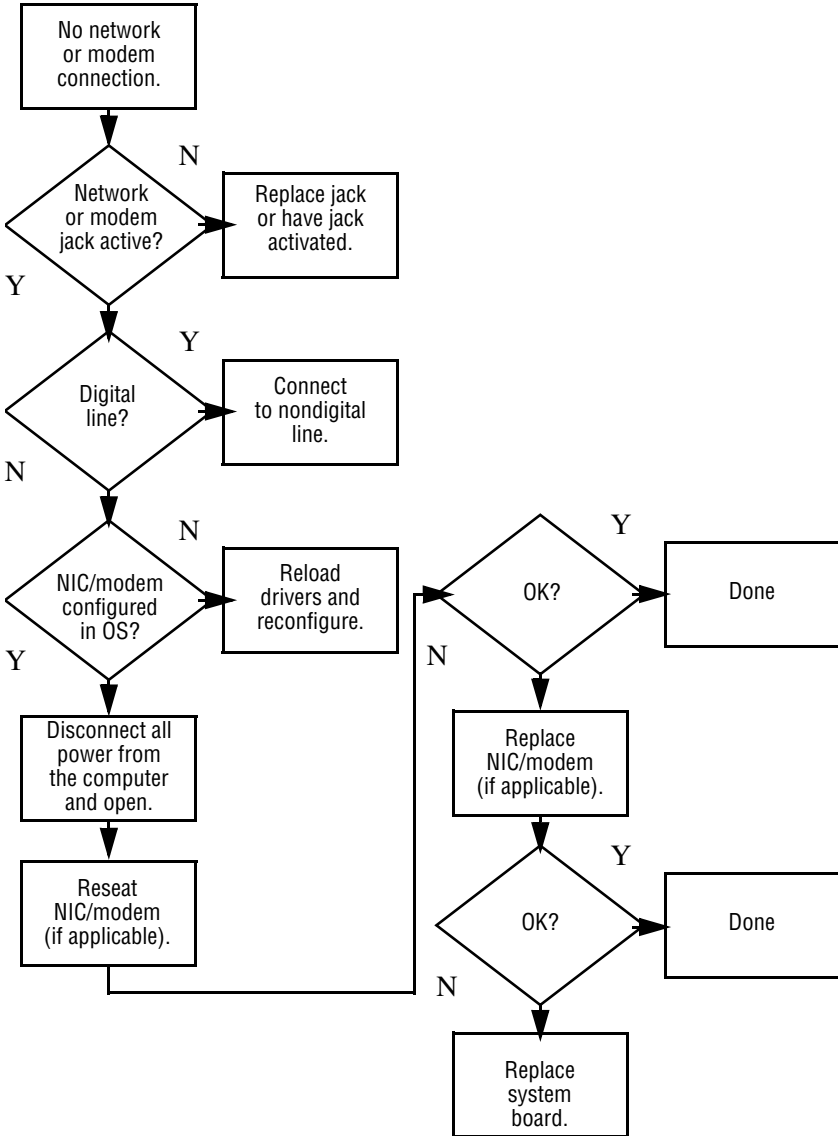 No network
or modem
connection.
N
Network
or modem
jack active?
Replace jack
or have jack
activated.
Y
Y
Digital
line?
Connect
to nondigital
line.
N
N
NIC/modem
configured
in OS?
Reload
drivers and
reconfigure.
Y
Disconnect all
power from
the computer
and open.
Reseat
NIC/modem
(if applicable).
Y
OK?
Done
N
Replace
NIC/modem
(if applicable).
Y
OK?
Done
N
Replace
system
board.